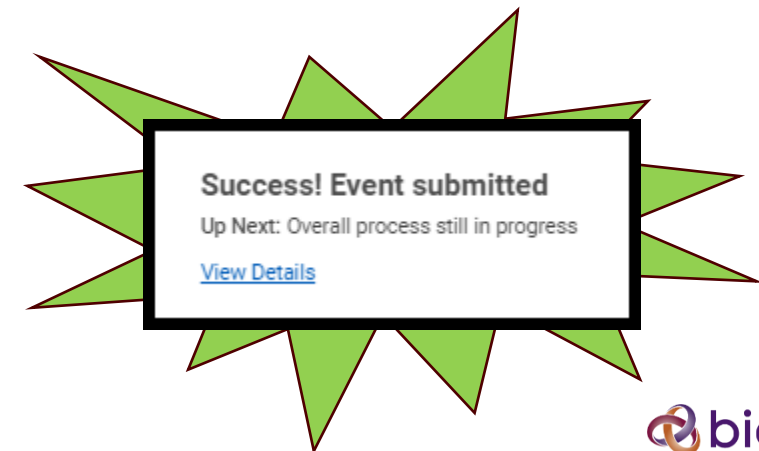 Success! Event submitted
Up Next: Overall process still in progress
View Details